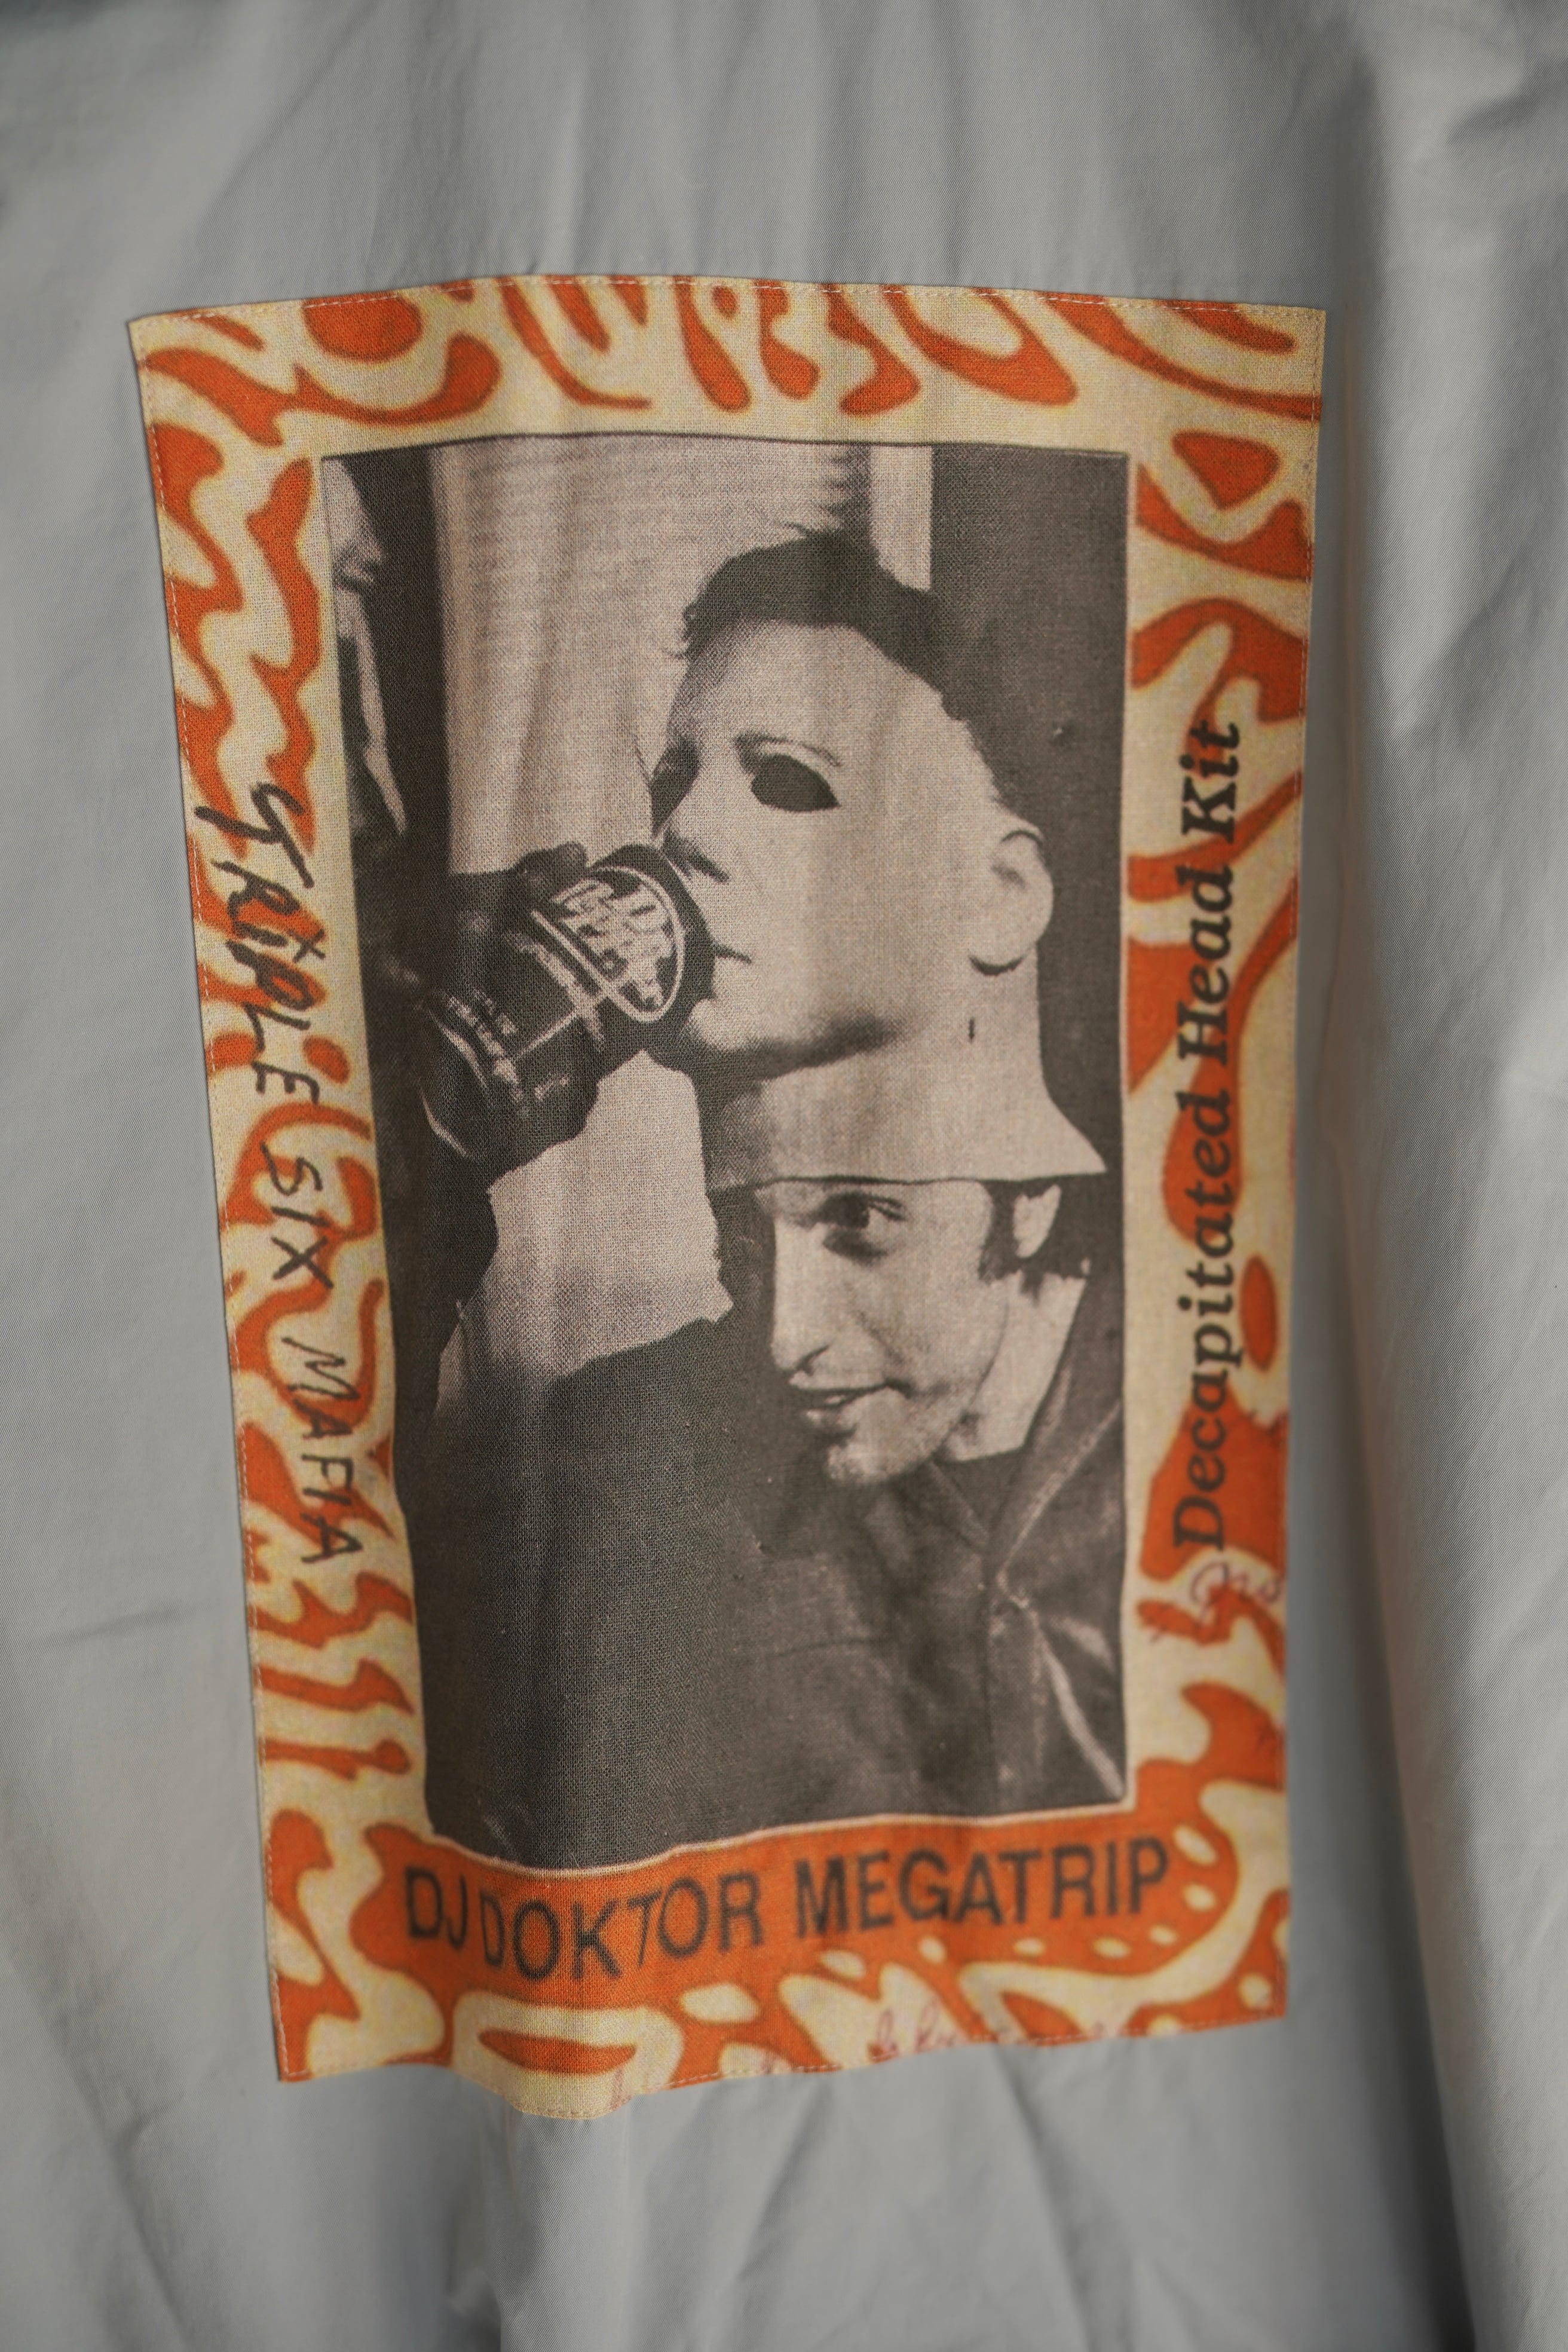 TRIPLE SIX MAFIA
Decapitated Head Kit
DJ DOKTOR MEGATRIP